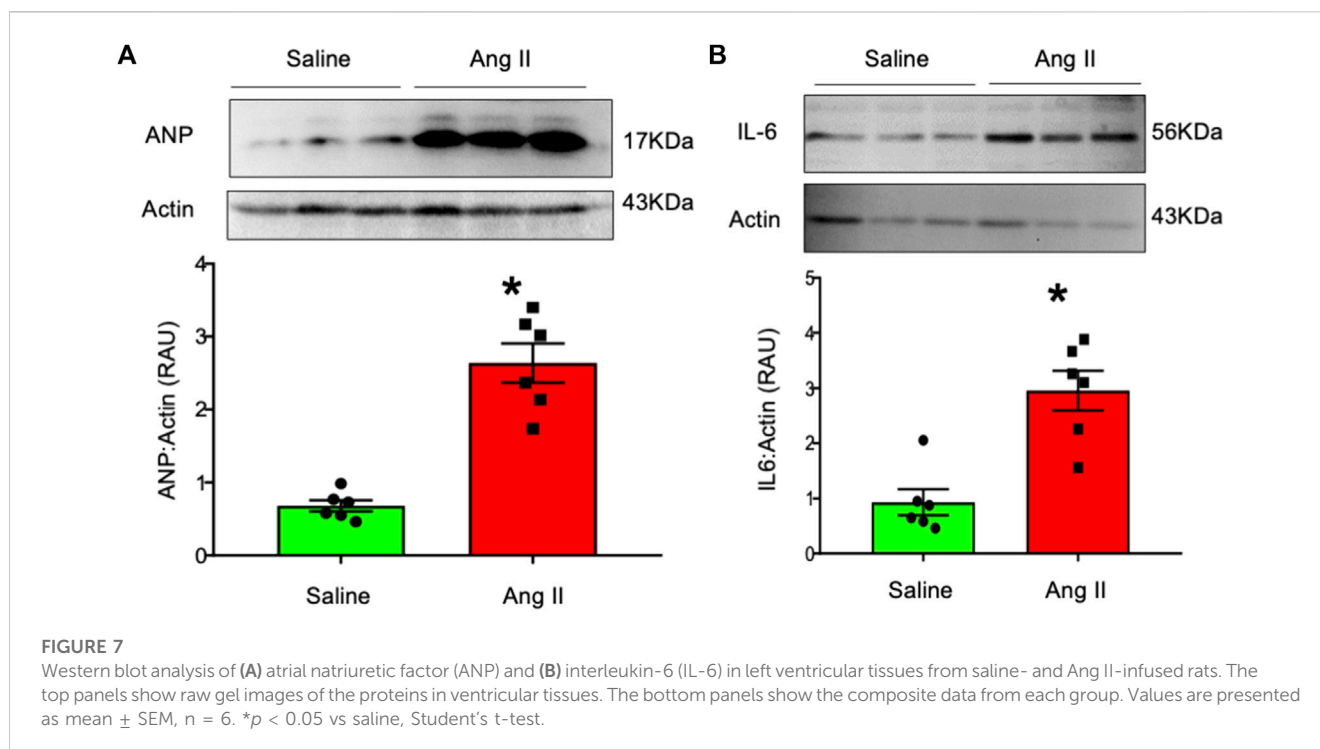 A
Saline Ang II
ANP 17KDa
Actin 43KDa
4
3
2
1
0
ANP:Actin (RAU)
*
Saline Ang II
B
Saline Ang II
IL-6 56KDa
Actin 43KDa
5
4
3
2
1
0
IL6:Actin (RAU)
*
Saline Ang II
FIGURE 7
Western blot analysis of (A) atrial natriuretic factor (ANP) and (B) interleukin-6 (IL-6) in left ventricular tissues from saline- and Ang II-infused rats. The
top panels show raw gel images of the proteins in ventricular tissues. The bottom panels show the composite data from each group. Values are presented
as mean ± SEM, n = 6. *p < 0.05 vs saline, Student’s t-test.